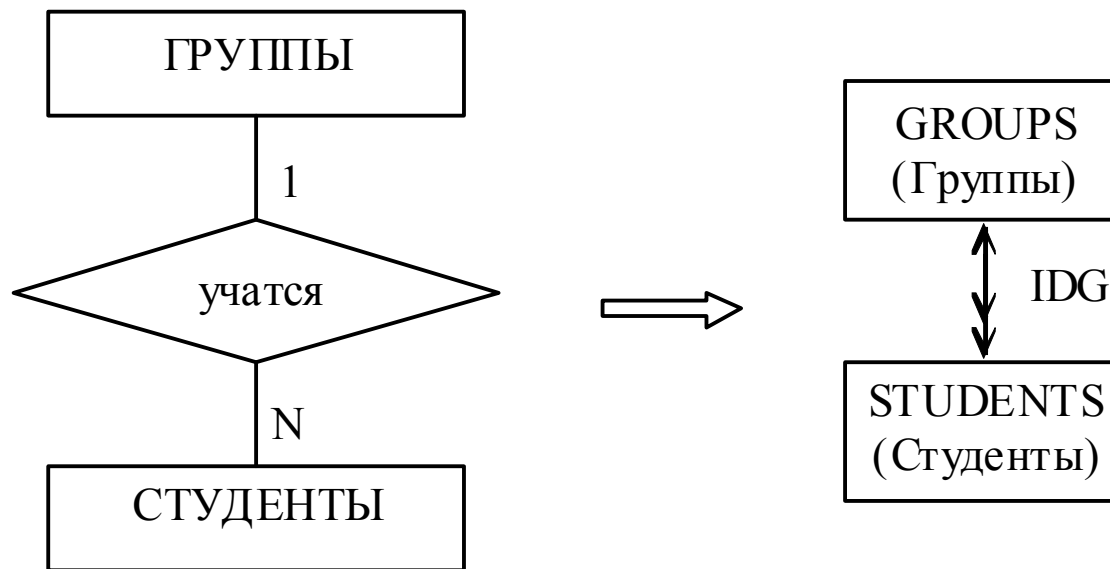 ГРУППЫ
1
учатся
N
СТУДЕНТЫ
GROUPS
(Группы)
IDG
STUDENTS
(Студенты)